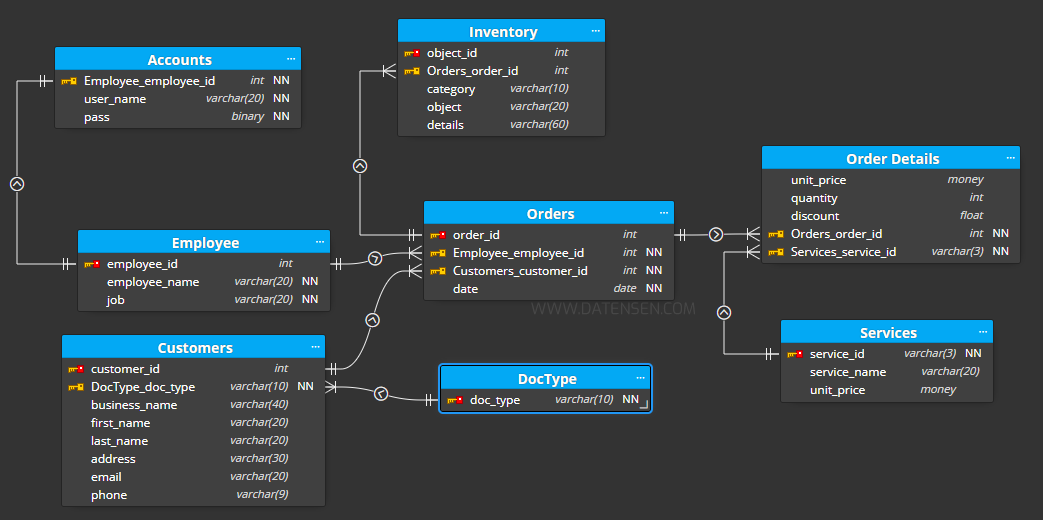 Accounts ...
Employee_employee_id int NN
user_name varchar(20) NN
pass binary NN
Inventory ...
object_id int
Orders_order_id int
category varchar(10)
object varchar(20)
details varchar(60)
Order Details ...
unit_price money
quantity int
discount float
Orders_order_id int NN
Services_service_id varchar(3) NN
Orders ...
order_id int
Employee_employee_id int NN
Customers_customer_id int NN
date date NN
Employee ...
employee_id int
employee_name varchar(20) NN
job varchar(20) NN
WWW.DATENSEN.COM
Services ...
service_id varchar(3) NN
service_name varchar(20)
unit_price money
Customers ...
customer_id int
DocType_doc_type varchar(10) NN
business_name varchar(40)
first_name varchar(20)
last_name varchar(20)
address varchar(30)
email varchar(20)
phone varchar(9)
DocType ...
doc_type varchar(10) NN